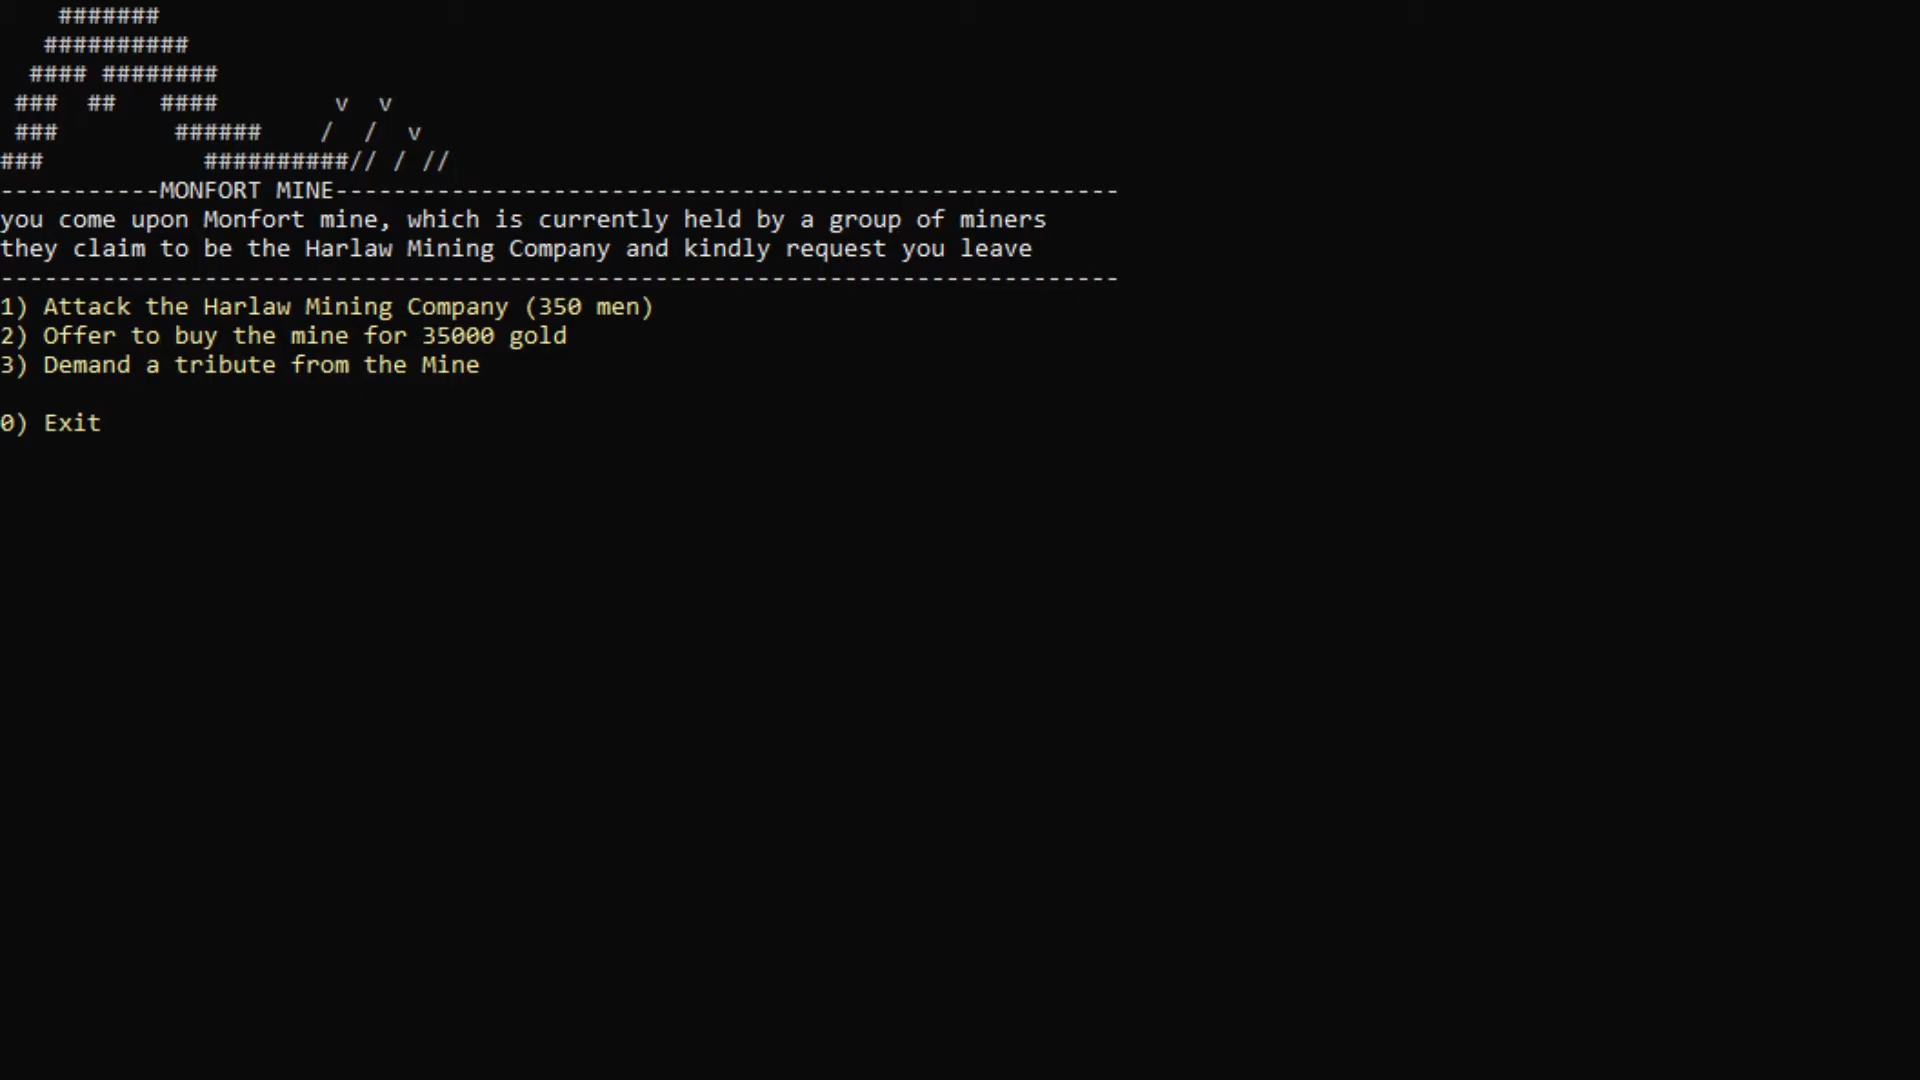 #######
   ##########
  #### ########
 ###  ##   ####        v  v
 ###        ######    /  /  v
###           ##########// / //
-----------MONFORT MINE------------------------------------------------------
you come upon Monfort mine, which is currently held by a group of miners
they claim to be the Harlaw Mining Company and kindly request you leave
-----------------------------------------------------------------------------
1) Attack the Harlaw Mining Company (350 men)
2) Offer to buy the mine for 35000 gold
3) Demand a tribute from the Mine
0) Exit